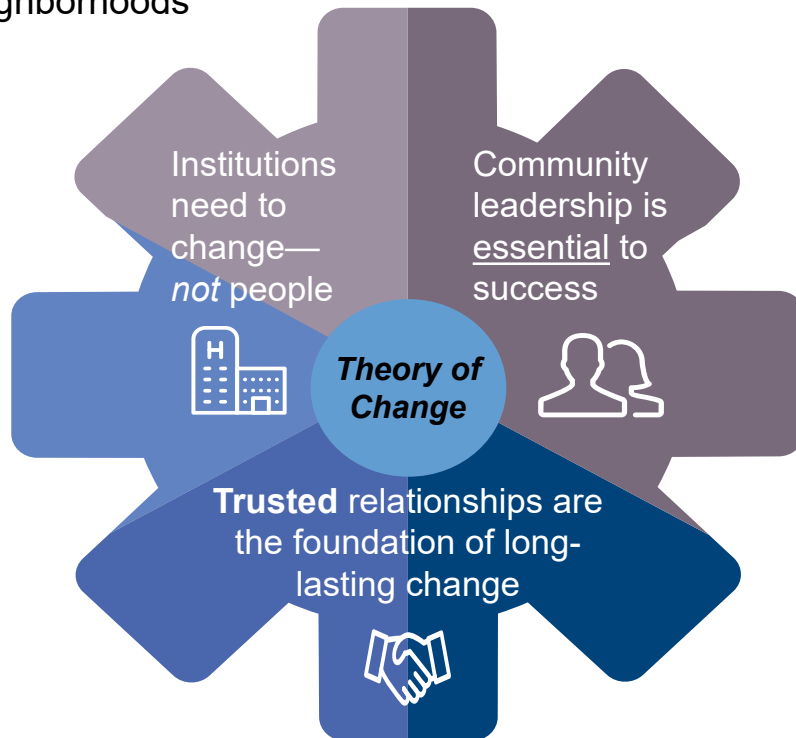 ghborhoods
Institutions
need to
change—
not people
Community
leadership is
essential to
success
H
Theory of
Change
Trusted relationships are
the foundation of long-
lasting change